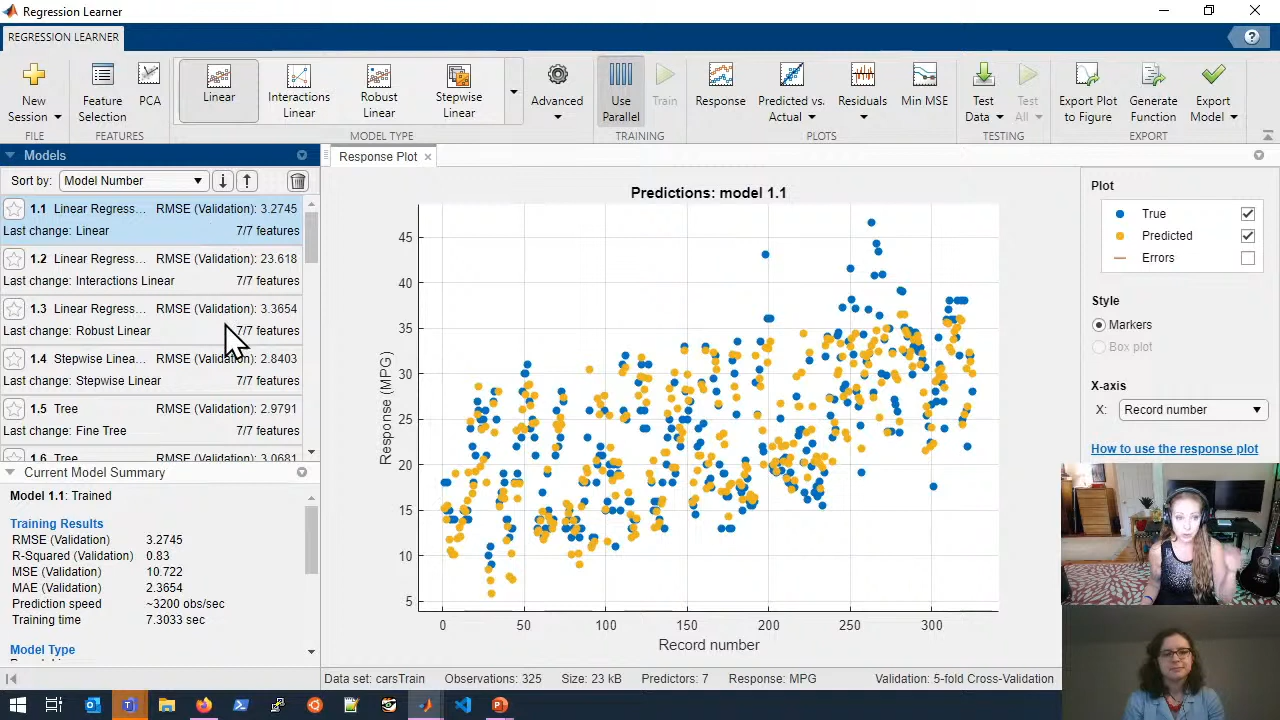 Regression Learner
REGRESSION LEARNER
New Session
Feature Selection
PCA
Linear
Interactions Linear
Robust Linear
Stepwise Linear
Advanced
Use Parallel
Train
Response
Predicted vs. Actual
Residuals
Min MSE
Test Data
Test All
Export Plot to Figure
Generate Function
Export Model
FILE
FEATURES
MODEL TYPE
TRAINING
PLOTS
TESTING
EXPORT
Models
Sort by: Model Number
1.1 Linear Regress... RMSE (Validation): 3.2745
Last change: Linear 7/7 features
1.2 Linear Regress... RMSE (Validation): 23.618
Last change: Interactions Linear 7/7 features
1.3 Linear Regress... RMSE (Validation): 3.3654
Last change: Robust Linear 7/7 features
1.4 Stepwise Linea... RMSE (Validation): 2.8403
Last change: Stepwise Linear 7/7 features
1.5 Tree RMSE (Validation): 2.9791
Last change: Fine Tree 7/7 features
1.6 Tree RMSE (Validation): 3.0681
Current Model Summary
Model 1.1: Trained
Training Results
RMSE (Validation) 3.2745
R-Squared (Validation) 0.83
MSE (Validation) 10.722
MAE (Validation) 2.3654
Prediction speed ~3200 obs/sec
Training time 7.3033 sec
Model Type
Response Plot
Predictions: model 1.1
Response (MPG)
45
40
35
30
25
20
15
10
5
0 50 100 150 200 250 300
Record number
Plot
True
Predicted
Errors
Style
Markers
Box plot
X-axis
X: Record number
How to use the response plot
Data set: carsTrain Observations: 325 Size: 23 kB Predictors: 7 Response: MPG Validation: 5-fold Cross-Validation